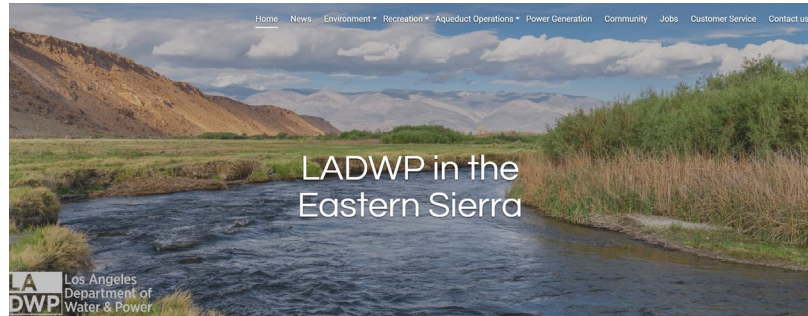 Home News Environment Recreation Aqueduct Operations Power Generation Community Jobs Customer Service Contact us
LADWP in the
Eastern Sierra
LA
DWP
Los Angeles
Department of
Water & Power